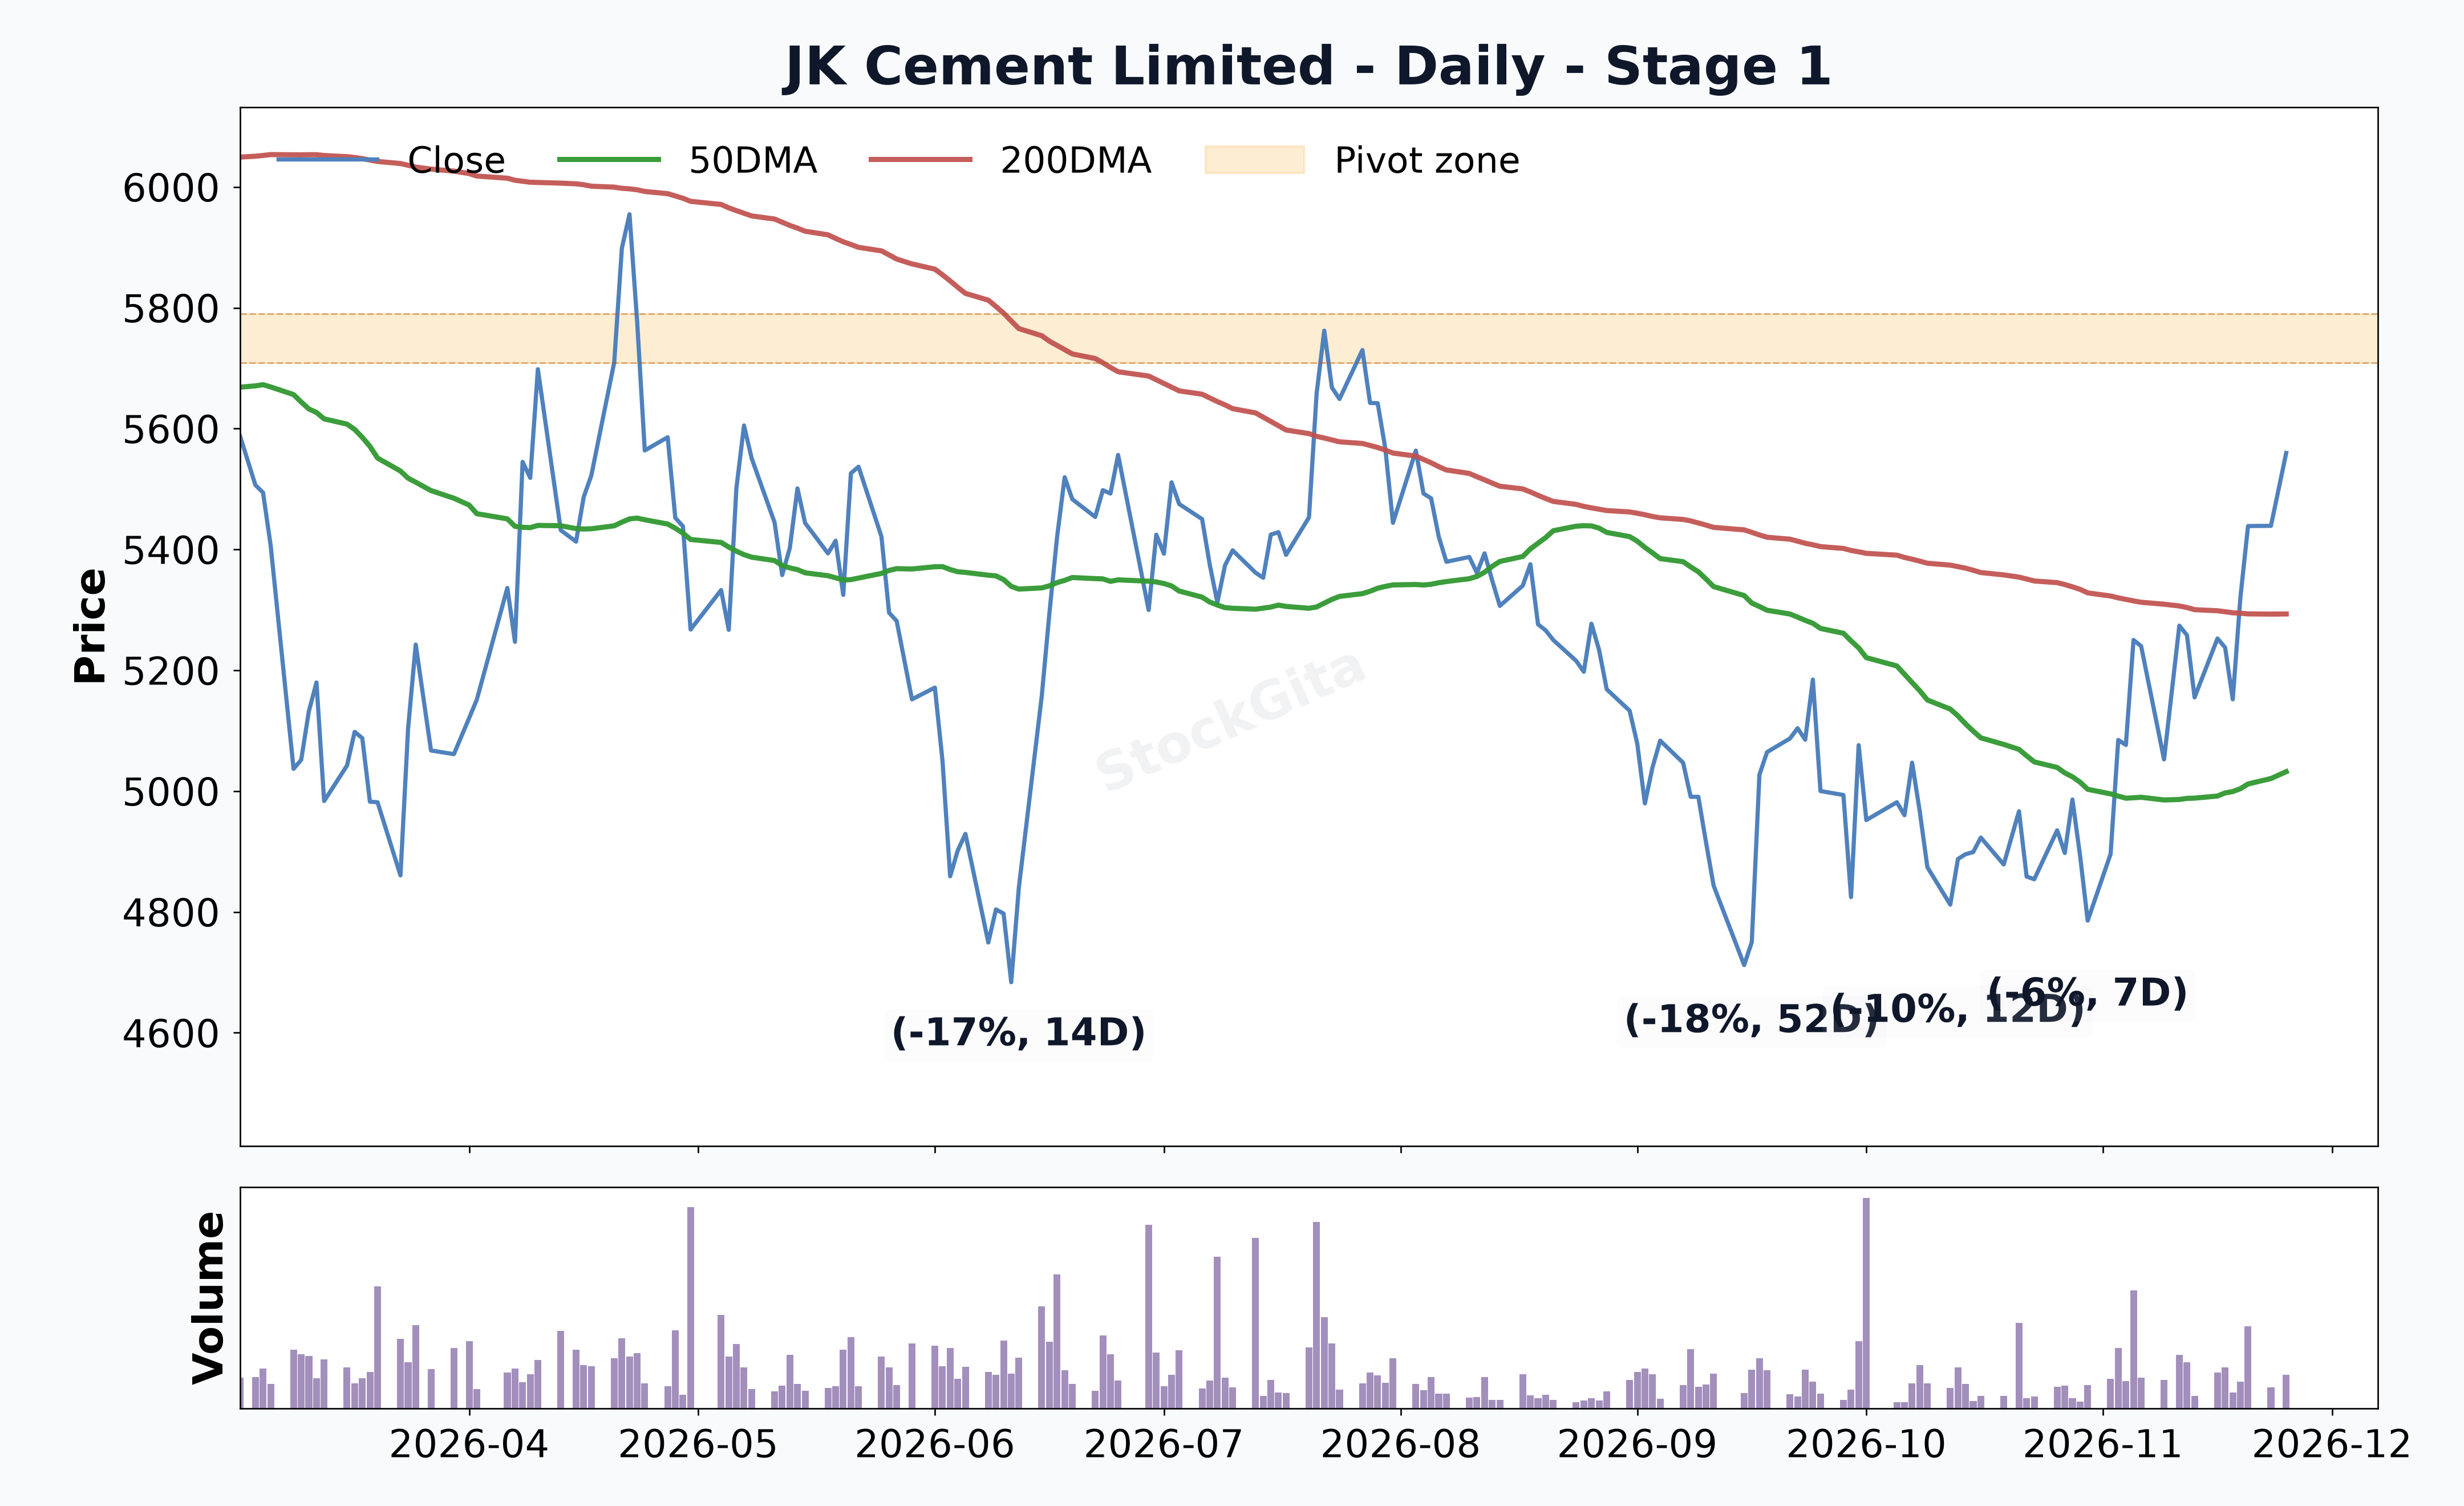 JK Cement Limited - Daily - Stage 1
Close 50DMA 200DMA Pivot zone
Price
6000
5800
5600
5400
5200
5000
4800
4600
StockGita
(-17%, 14D)
(-18%, 52D)
(-10%, 12D)
(-6%, 7D)
Volume
2026-04 2026-05 2026-06 2026-07 2026-08 2026-09 2026-10 2026-11 2026-12